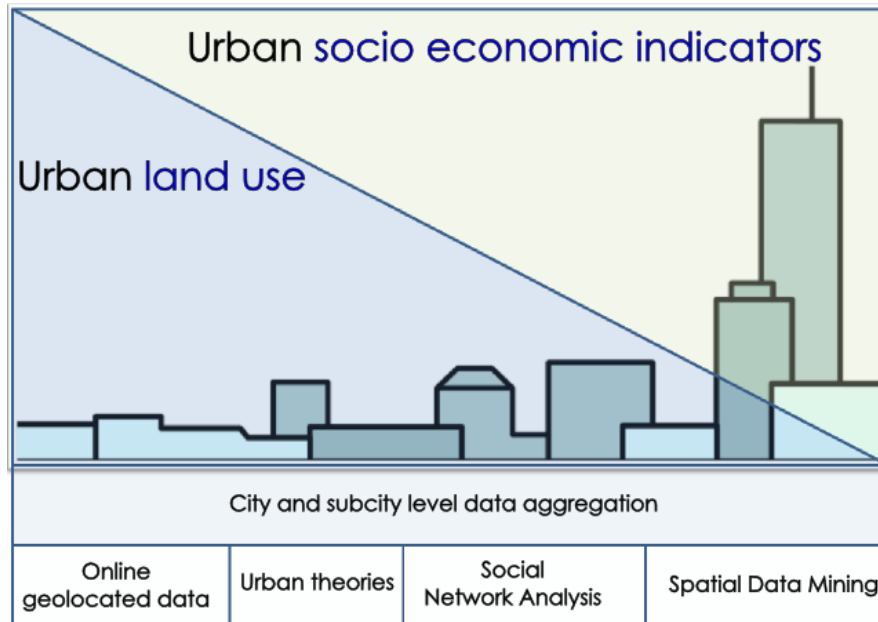 Urban socio economic indicators
Urban land use
City and subcity level data aggregation
Online
geolocated data
Urban theories
Social
Network Analysis
Spatial Data Mining